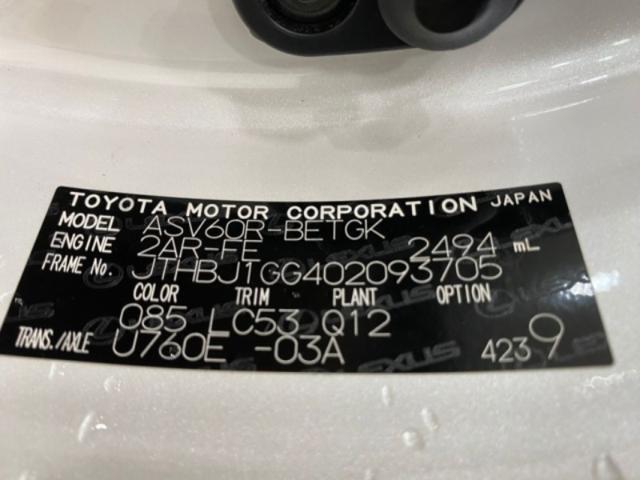 TOYOTA MOTOR CORPORATION JAPAN
MODEL ASV60R-BETGK
ENGINE 2AR-FE 2494 mL
FRAME No. JTHBJ1GG402093705
COLOR TRIM PLANT OPTION
085 LC53 Q12
TRANS./AXLE U760E -03A 4239